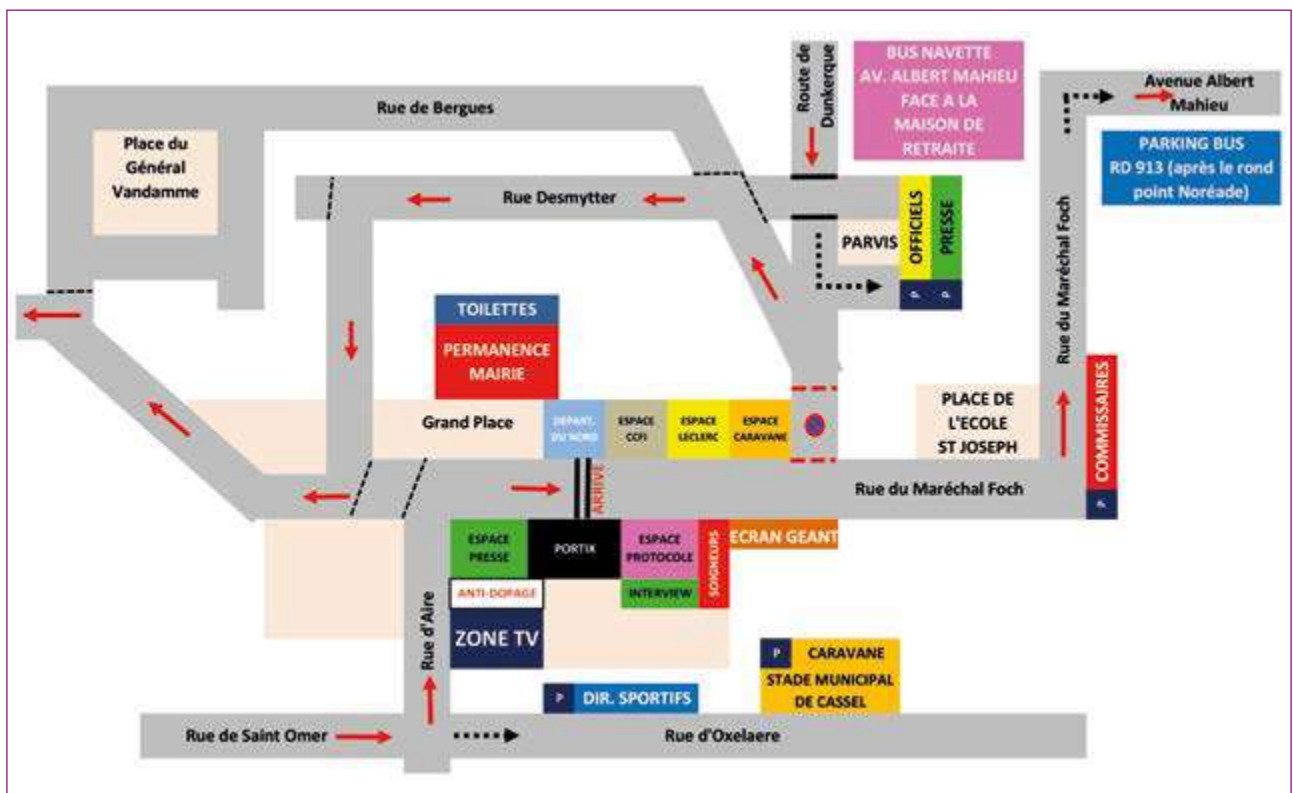 Rue de Bergues
Place du
Général
Vandamme
Route de
Dunkerque
BUS NAVETTE
AV. ALBERT MAHIEU
FACE A LA
MAISON DE
RETRAITE
Avenue Albert
Mahieu
PARKING BUS
RD 913 (après le rond
point Noréade)
Rue Desmytter
PARVIS
OFFICIELS
PRESSE
P
P
Rue du Maréchal Foch
TOILETTES
PERMANENCE
MAIRIE
Grand Place
DEPART.
DU NORD
ESPACE
CCFI
ESPACE
LECLERC
ESPACE
CARAVANE
PLACE DE
L'ECOLE
ST JOSEPH
COMMISSAIRES
P
ARRIVE
Rue du Maréchal Foch
ESPACE
PRESSE
PORTIX
ESPACE
PROTOCOLE
SOIGNEURS
ECRAN GEANT
ANTI-DOPAGE
INTERVIEW
ZONE TV
Rue d'Aire
P
DIR. SPORTIFS
P
CARAVANE
STADE MUNICIPAL
DE CASSEL
Rue de Saint Omer
Rue d'Oxelaere